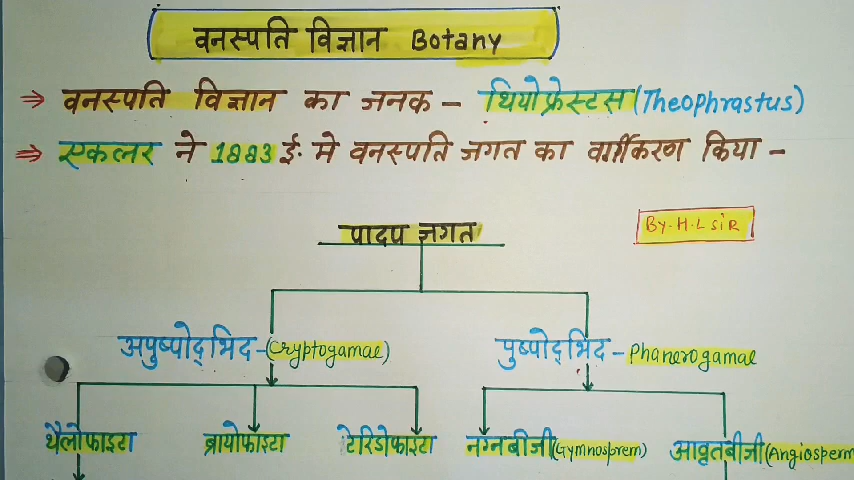 वनस्पति विज्ञान Botany
⇒ वनस्पति विज्ञान का जनक – थियोफ्रेस्टस (Theophrastus)
⇒ एकलर ने 1883 ई. मे वनस्पति जगत का वर्गीकरण किया –
By. H. L SiR
पादप जगत
अपुष्पोद्भिद – (Cryptogamae) पुष्पोद्भिद – Phanerogamae
थैलोफाइटा ब्रायोफाइटा टेरिडोफाइटा नग्नबीजी (Gymnosprem) आवृतबीजी (Angiosperm